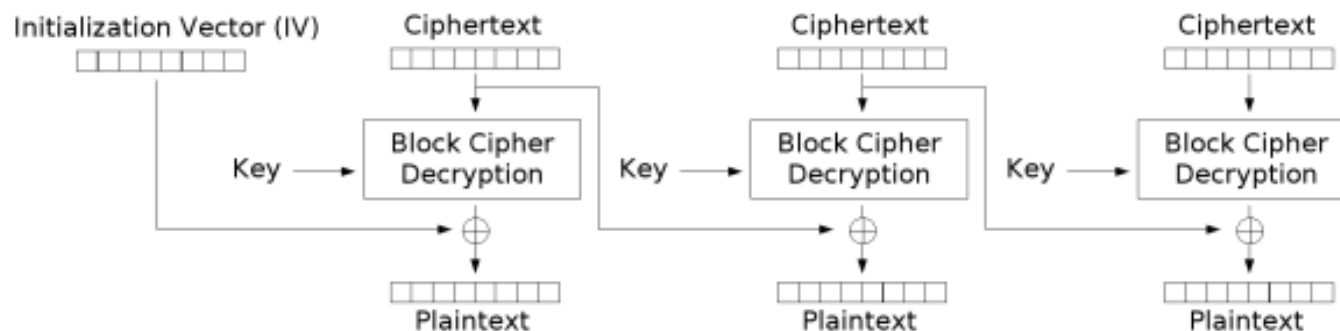 Initialization Vector (IV)
Ciphertext
Ciphertext
Ciphertext
Key
Block Cipher
Decryption
Key
Block Cipher
Decryption
Key
Block Cipher
Decryption
Plaintext
Plaintext
Plaintext